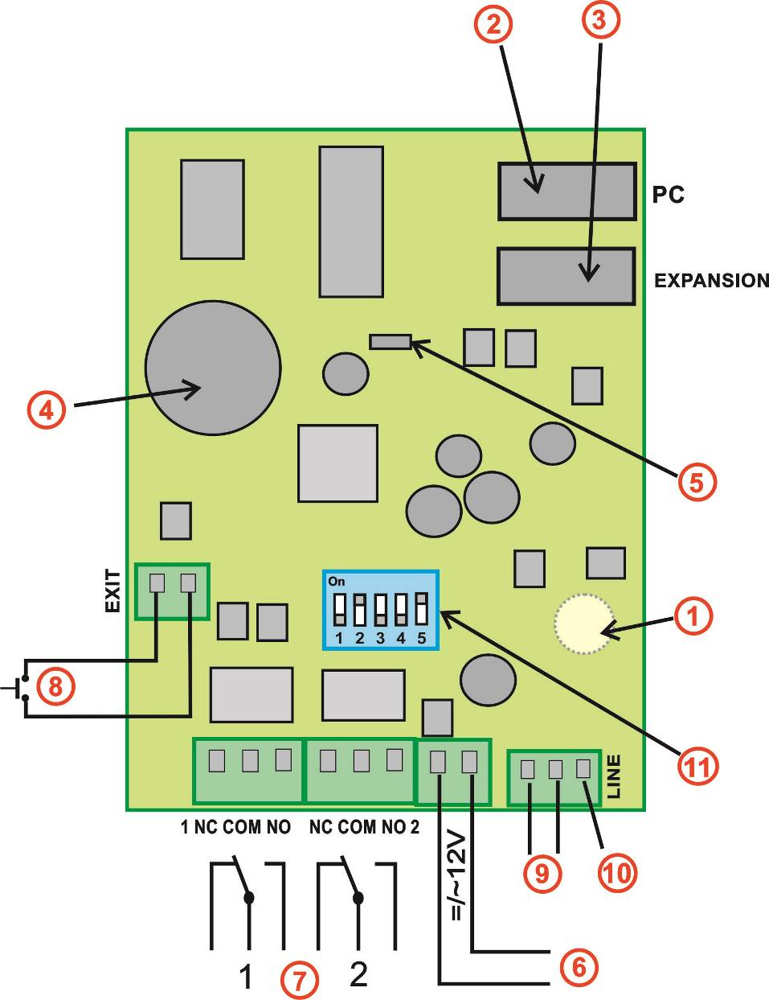 2
3
PC
EXPANSION
4
5
EXIT
On
1 2 3 4 5
1
8
11
LINE
1 NC COM NO
NC COM NO 2
=/~12V
9
10
1
7
2
6